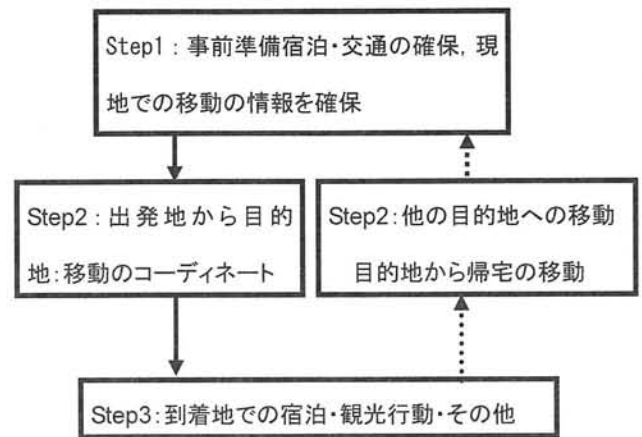 Step1：事前準備宿泊・交通の確保, 現
地での移動の情報を確保
Step2：出発地から目的
地：移動のコーディネート
Step2：他の目的地への移動
目的地から帰宅の移動
Step3：到着地での宿泊・観光行動・その他